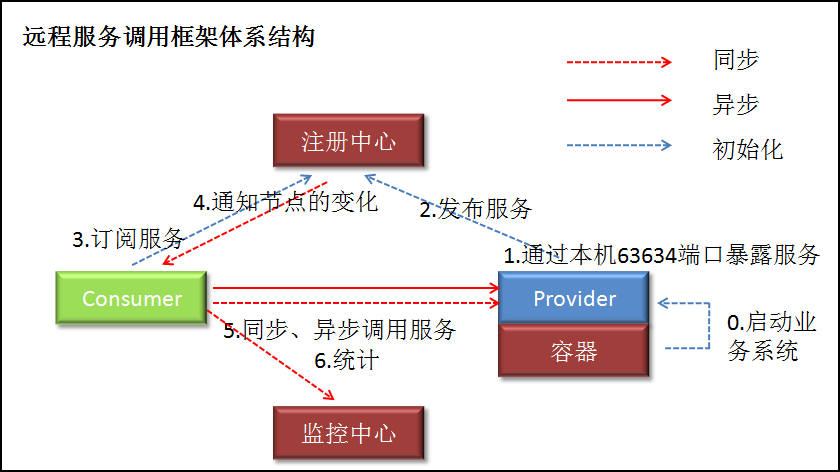 远程服务调用框架体系结构
同步
异步
初始化
注册中心
4.通知节点的变化
2.发布服务
3.订阅服务
1.通过本机63634端口暴露服务
Consumer
Provider
0.启动业
务系统
5.同步、异步调用服务
6.统计
容器
监控中心